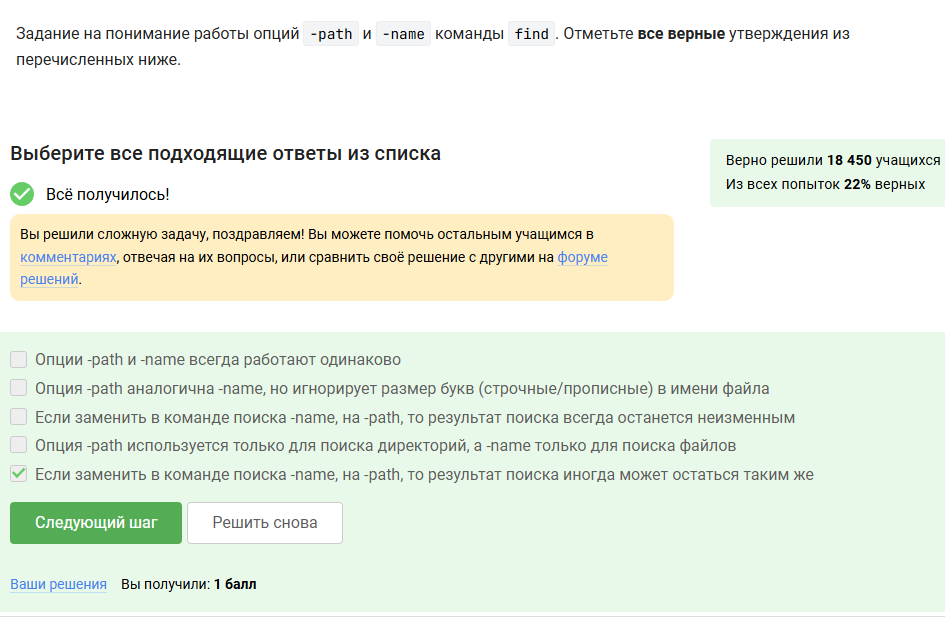 Задание на понимание работы опций -path и -name команды find. Отметьте все верные утверждения из
перечисленных ниже.
Выберите все подходящие ответы из списка
Верно решили 18 450 учащихся
Из всех попыток 22% верных
Всё получилось!
Вы решили сложную задачу, поздравляем! Вы можете помочь остальным учащимся в
комментариях, отвечая на их вопросы, или сравнить своё решение с другими на форуме
решений.
Опции -path и -name всегда работают одинаково
Опция -path аналогична -name, но игнорирует размер букв (строчные/прописные) в имени файла
Если заменить в команде поиска -name, на -path, то результат поиска всегда останется неизменным
Опция -path используется только для поиска директорий, а -name только для поиска файлов
Если заменить в команде поиска -name, на -path, то результат поиска иногда может остаться таким же
Следующий шаг
Решить снова
Ваши решения Вы получили: 1 балл